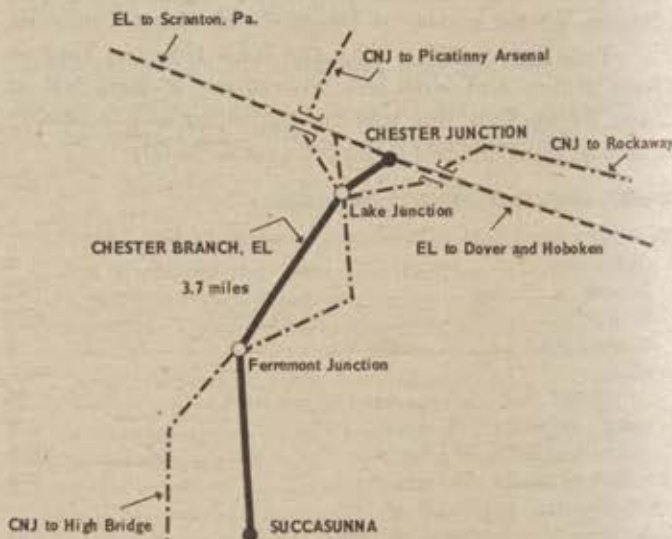 EL to Scranton, Pa.
CNJ to Picatinny Arsenal
CHESTER JUNCTION
CNJ to Rockaway
Lake Junction
CHESTER BRANCH, EL
EL to Dover and Hoboken
3.7 miles
Ferremont Junction
CNJ to High Bridge
SUCCASUNNA